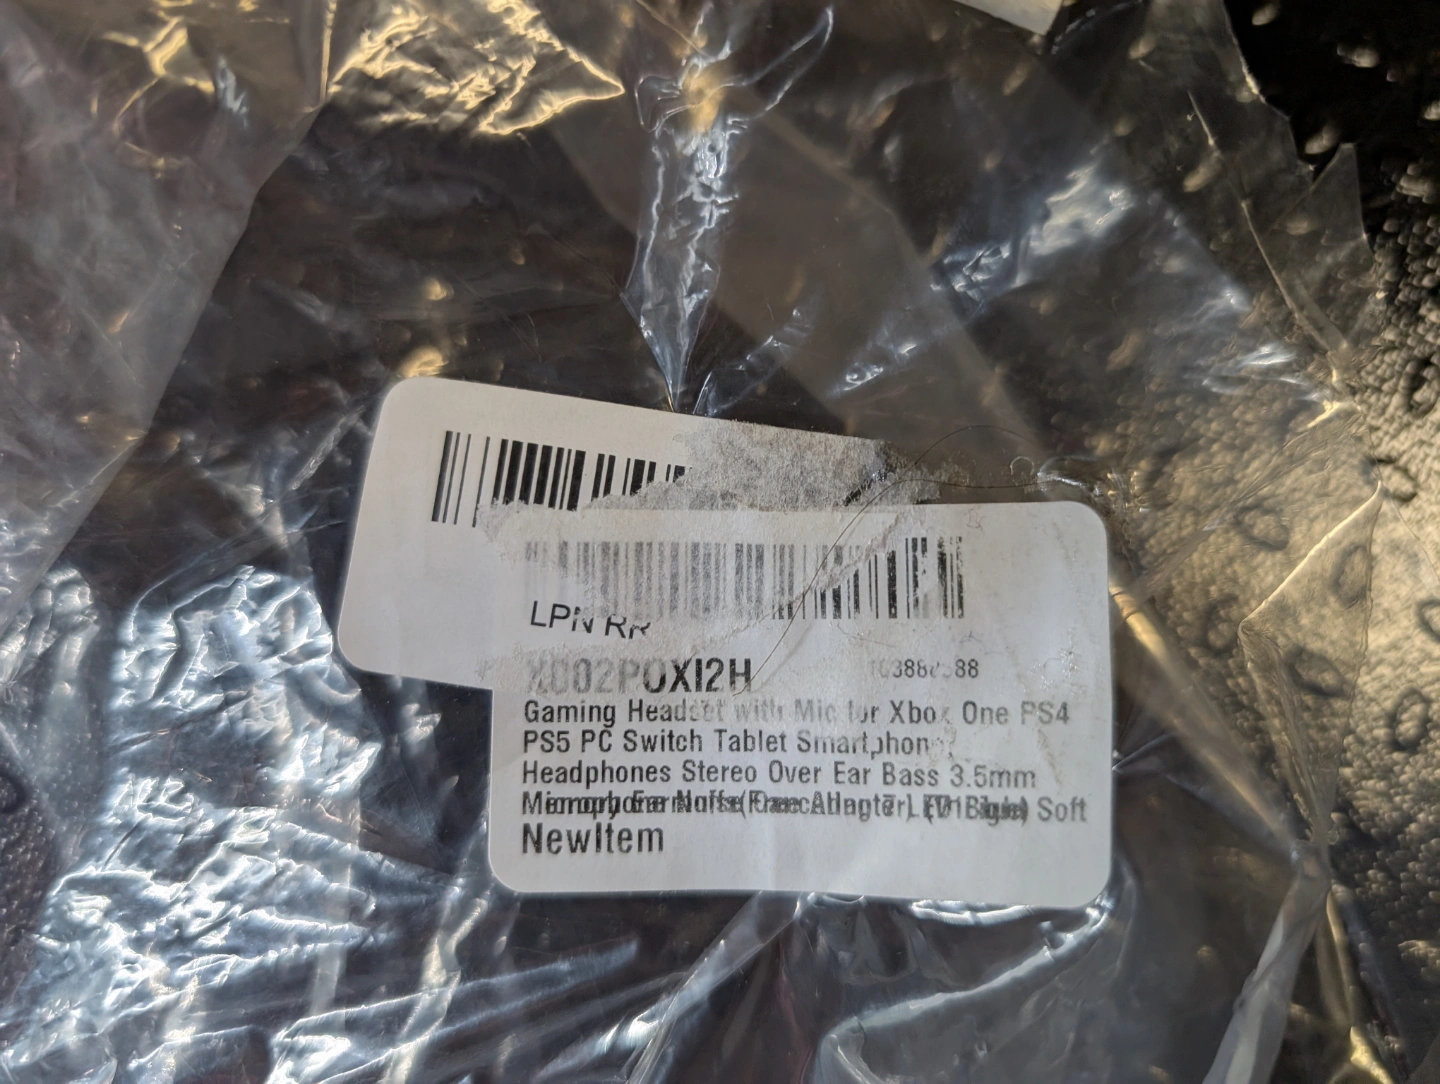 LPN RR
X002POXI2H
Gaming Headset with Mic for Xbox One PS4
PS5 PC Switch Tablet Smartphone,
Headphones Stereo Over Ear Bass 3.5mm
Soft
NewItem